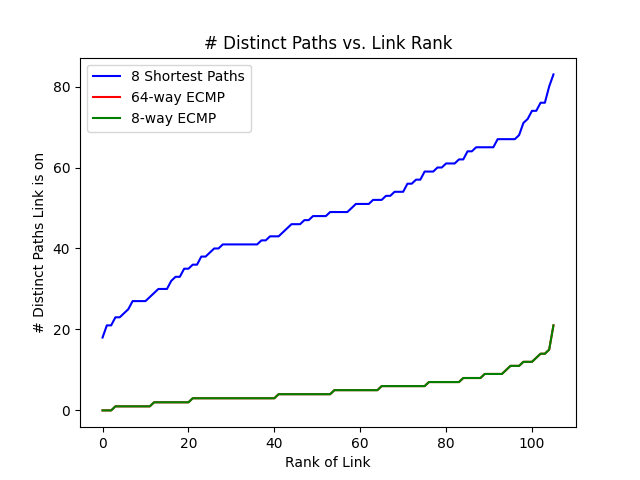 # Distinct Paths vs. Link Rank
8 Shortest Paths
64-way ECMP
8-way ECMP
# Distinct Paths Link is on
80
60
40
20
0
0 20 40 60 80 100
Rank of Link